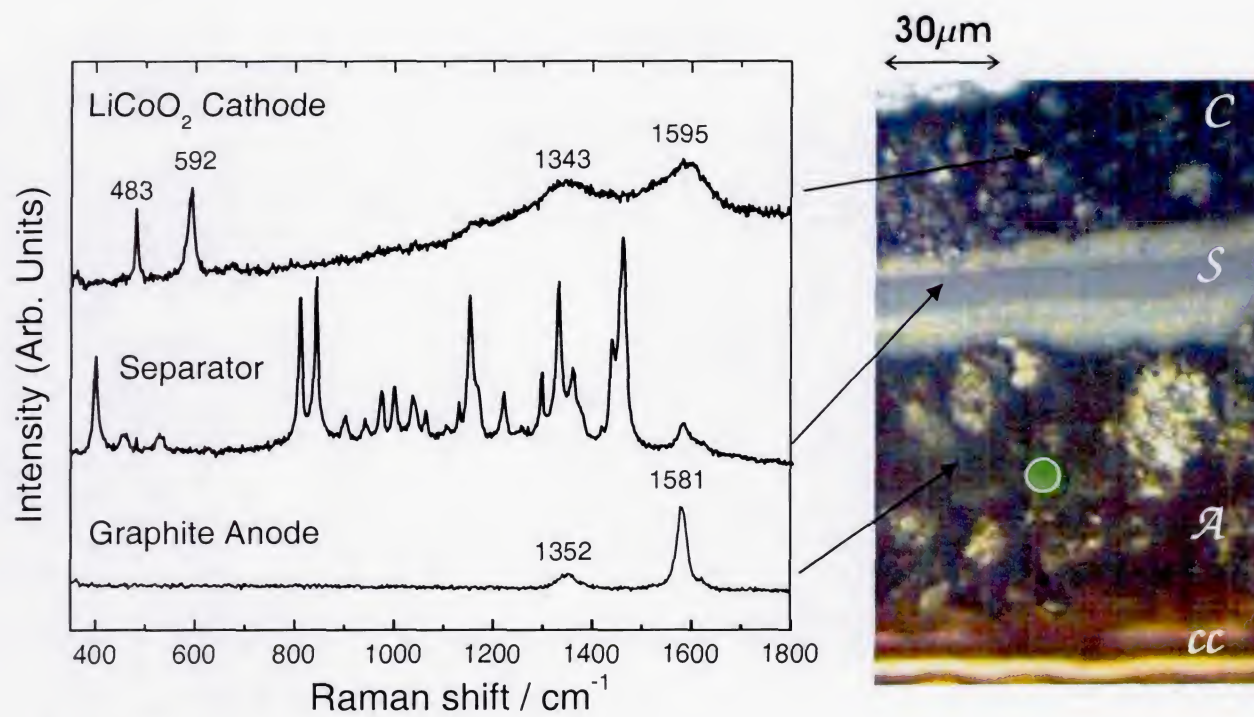 30μm
LiCoO₂ Cathode
483
592
1343
1595
Separator
Graphite Anode
1352
1581
Intensity (Arb. Units)
400 600 800 1000 1200 1400 1600 1800
Raman shift / cm⁻¹
C
S
A
cc